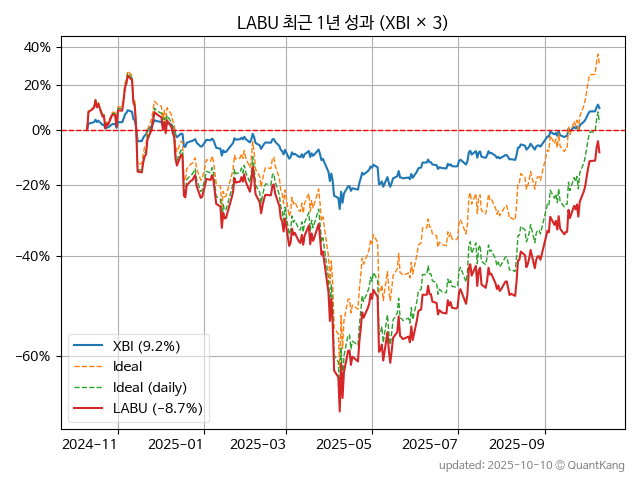 LABU 최근 1년 성과 (XBI × 3)
40%
20%
0%
−20%
−40%
−60%
XBI (9.2%)
Ideal
Ideal (daily)
LABU (−8.7%)
2024−11
2025−01
2025−03
2025−05
2025−07
2025−09
updated: 2025-10-10 © QuantKang